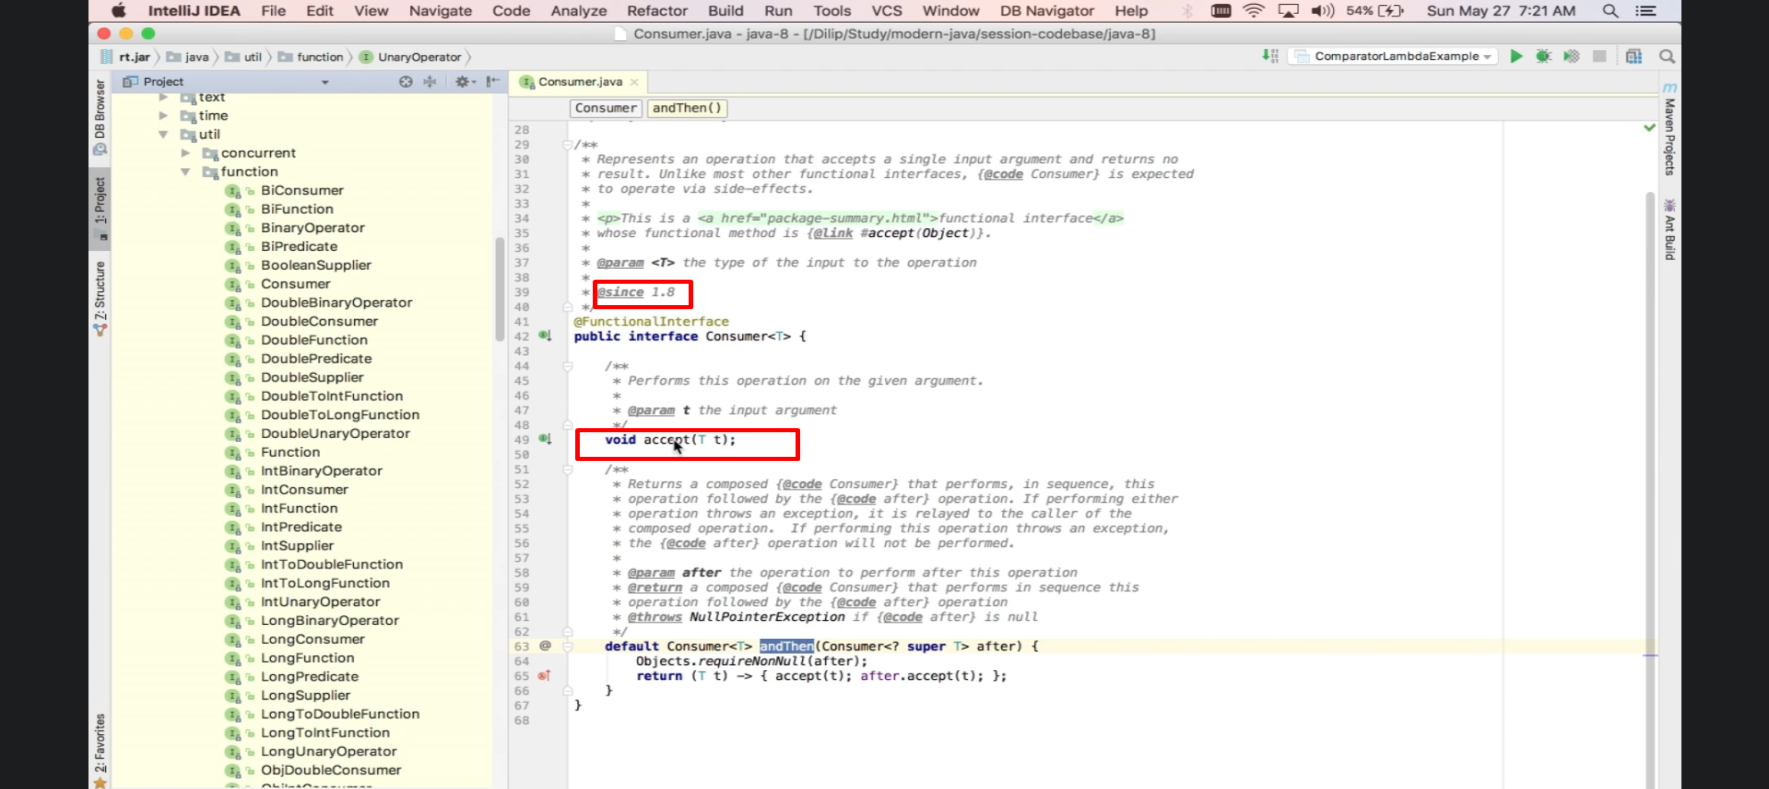 IntelliJ IDEA File Edit View Navigate Code Analyze Refactor Build Run Tools VCS Window DB Navigator Help 54% Sun May 27 7:21 AM
Consumer.java - java-8 - [/Dilip/Study/modern-java/session-codebase/java-8]
rt.jar java util function UnaryOperator ComparatorLambdaExample
Project
Consumer.java
Consumer andThen()
DB Browser
1: Project
7: Structure
2: Favorites
text
time
util
concurrent
function
BiConsumer
BiFunction
BinaryOperator
BiPredicate
BooleanSupplier
Consumer
DoubleBinaryOperator
DoubleConsumer
DoubleFunction
DoublePredicate
DoubleSupplier
DoubleToIntFunction
DoubleToLongFunction
DoubleUnaryOperator
Function
IntBinaryOperator
IntConsumer
IntFunction
IntPredicate
IntSupplier
IntToDoubleFunction
IntToLongFunction
IntUnaryOperator
LongBinaryOperator
LongConsumer
LongFunction
LongPredicate
LongSupplier
LongToDoubleFunction
LongToIntFunction
LongUnaryOperator
ObjDoubleConsumer
28
29 /**
30 * Represents an operation that accepts a single input argument and returns no
31 * result. Unlike most other functional interfaces, {@code Consumer} is expected
32 * to operate via side-effects.
33 *
34 * <p>This is a <a href="package-summary.html">functional interface</a>
35 * whose functional method is {@link #accept(Object)}.
36 *
37 * @param <T> the type of the input to the operation
38 *
39 * @since 1.8
40 */
41 @FunctionalInterface
42 public interface Consumer<T> {
43
44 /**
45 * Performs this operation on the given argument.
46 *
47 * @param t the input argument
48 */
49 void accept(T t);
50
51 /**
52 * Returns a composed {@code Consumer} that performs, in sequence, this
53 * operation followed by the {@code after} operation. If performing either
54 * operation throws an exception, it is relayed to the caller of the
55 * composed operation.  If performing this operation throws an exception,
56 * the {@code after} operation will not be performed.
57 *
58 * @param after the operation to perform after this operation
59 * @return a composed {@code Consumer} that performs in sequence this
60 * operation followed by the {@code after} operation
61 * @throws NullPointerException if {@code after} is null
62 */
63 @ default Consumer<T> andThen(Consumer<? super T> after) {
64 Objects.requireNonNull(after);
65 return (T t) -> { accept(t); after.accept(t); };
66 }
67 }
68
m Maven Projects
Ant Build